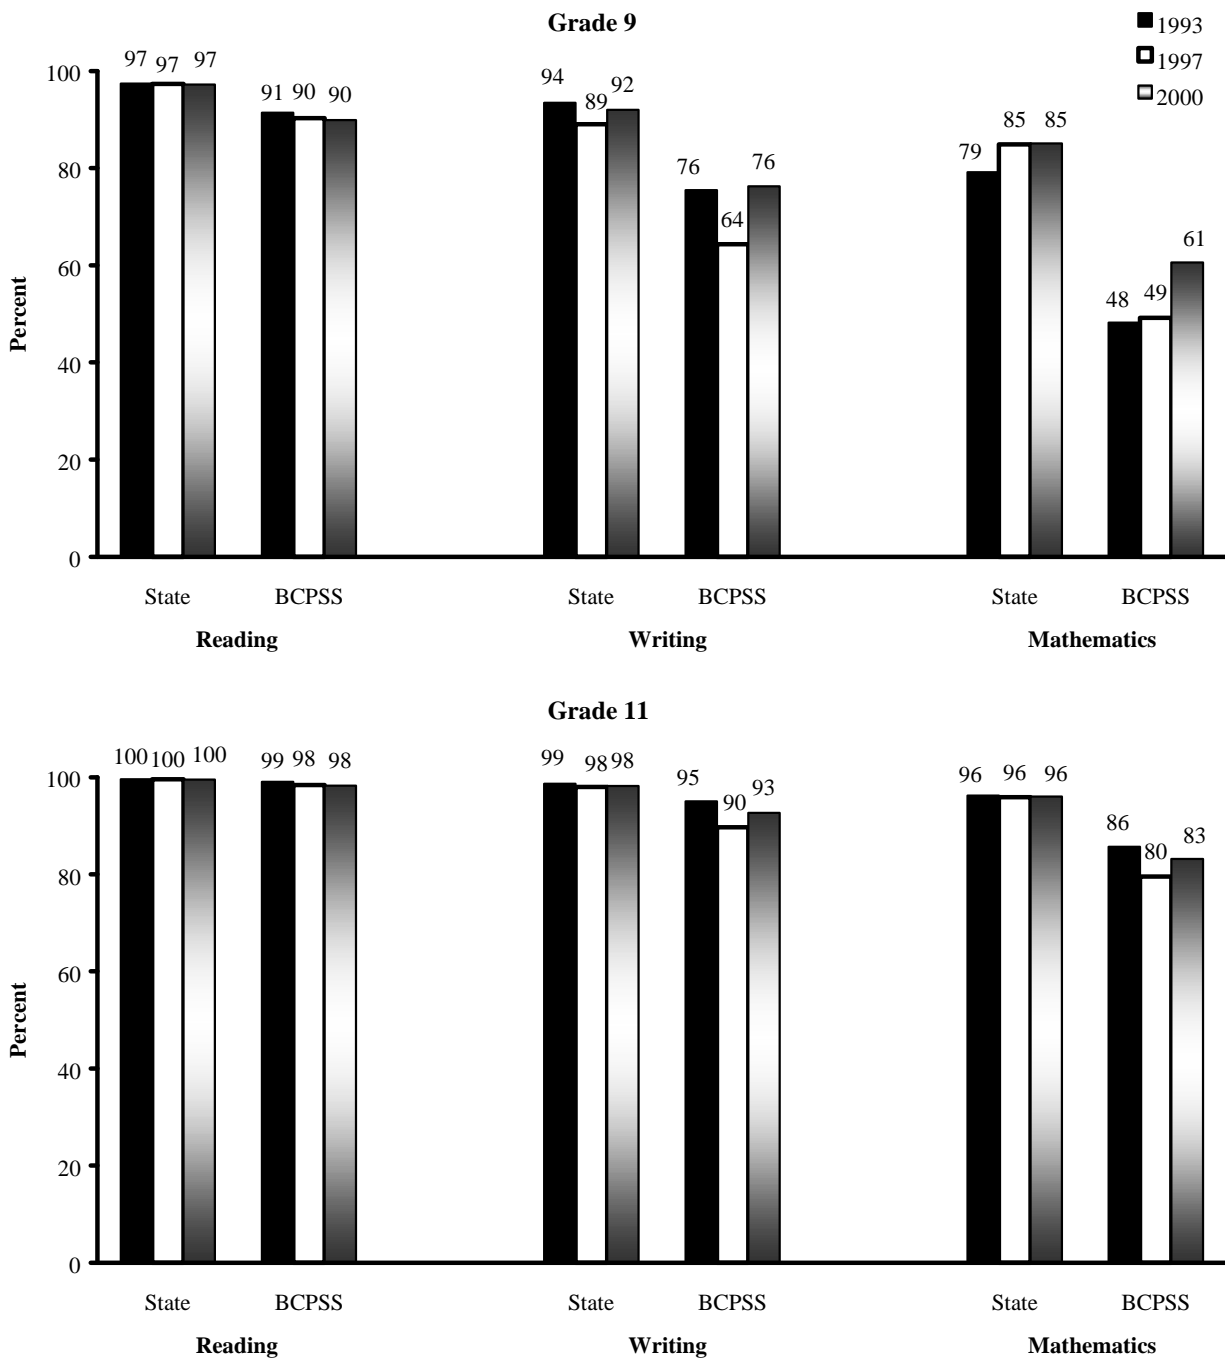 Grade 9
1993
1997
2000
97 97 97 91 90 90 94 89 92 76 64 76 79 85 85 48 49 61
Percent
100
80
60
40
20
0
State BCPSS State BCPSS State BCPSS
Reading Writing Mathematics
Grade 11
100 100 100 99 98 98 99 98 98 95 90 93 96 96 96 86 80 83
Percent
100
80
60
40
20
0
State BCPSS State BCPSS State BCPSS
Reading Writing Mathematics